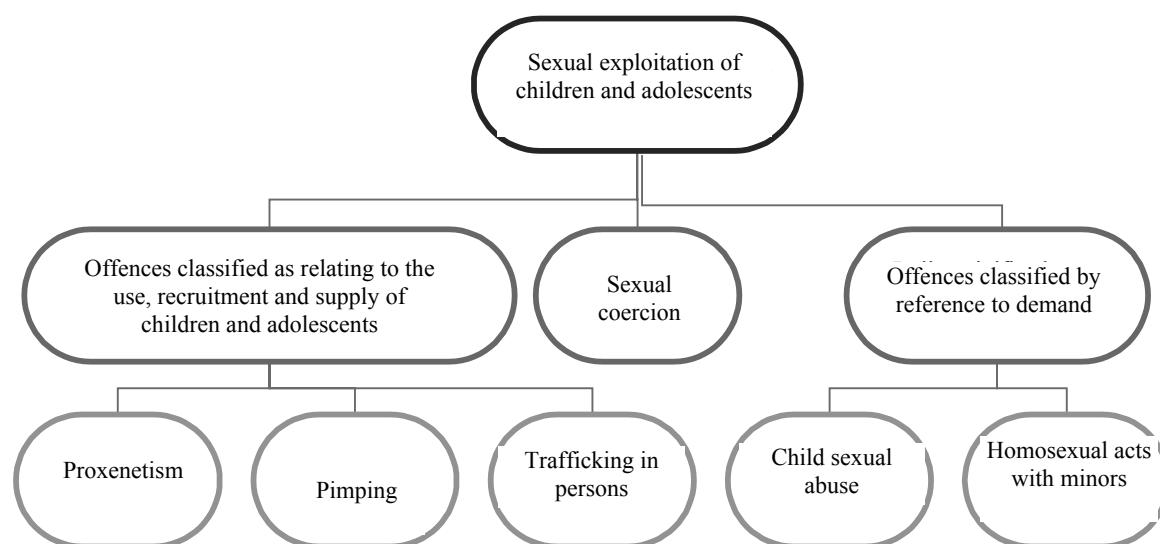 Sexual exploitation of
children and adolescents
Offences classified as relating to the
use, recruitment and supply of
children and adolescents
Sexual
coercion
Offences classified by
reference to demand
Proxenetism
Pimping
Trafficking in
persons
Child sexual
abuse
Homosexual acts
with minors